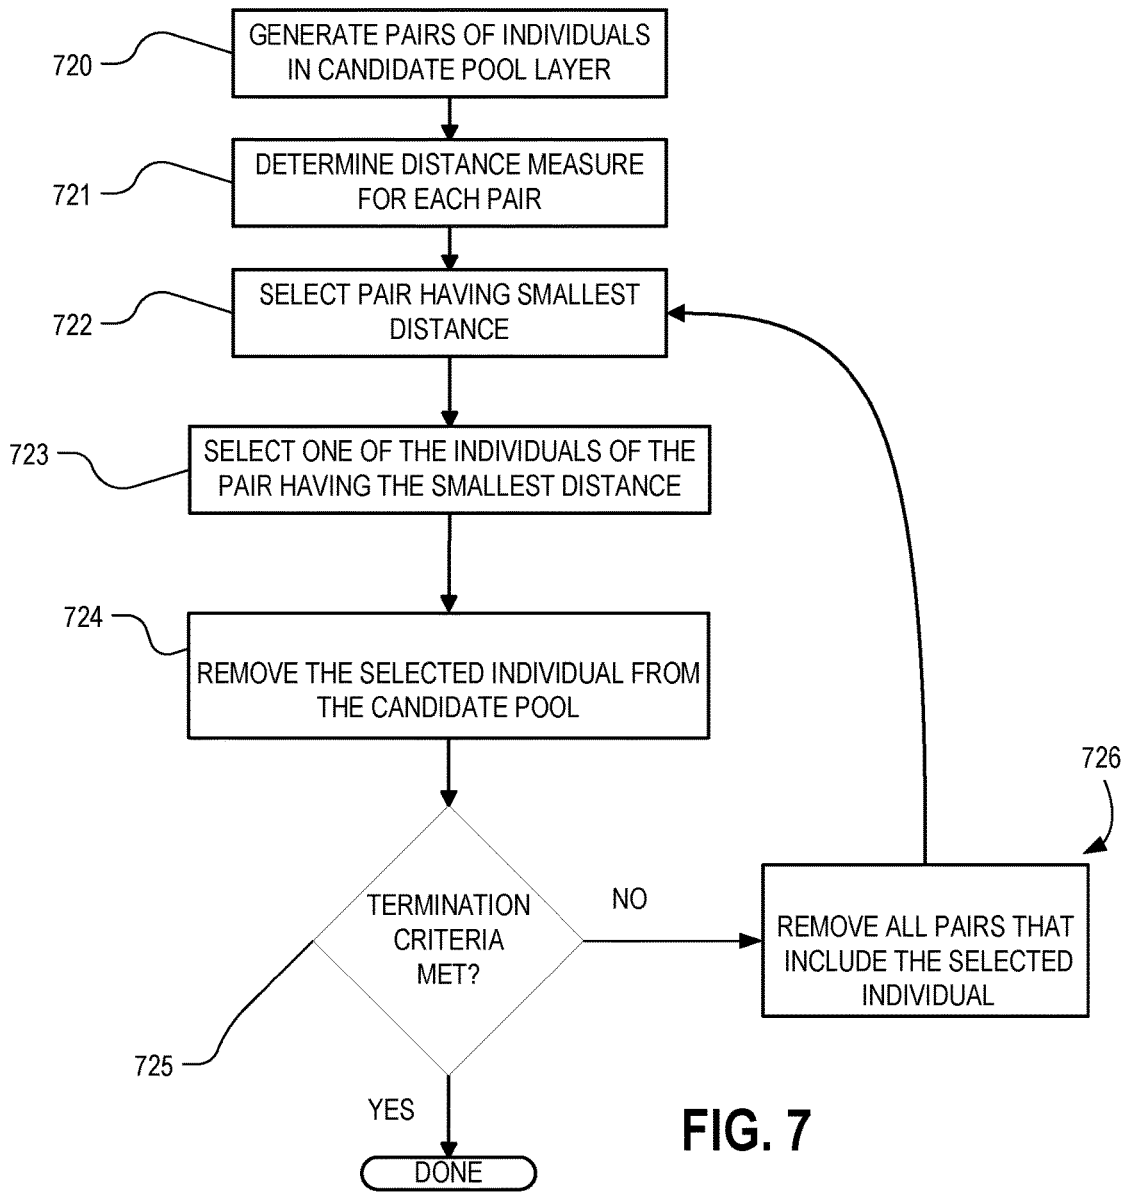 GENERATE PAIRS OF INDIVIDUALS
IN CANDIDATE POOL LAYER
720
DETERMINE DISTANCE MEASURE
FOR EACH PAIR
721
SELECT PAIR HAVING SMALLEST
DISTANCE
722
SELECT ONE OF THE INDIVIDUALS OF THE
PAIR HAVING THE SMALLEST DISTANCE
723
724
REMOVE THE SELECTED INDIVIDUAL FROM
THE CANDIDATE POOL
726
TERMINATION
CRITERIA
MET?
NO
REMOVE ALL PAIRS THAT
INCLUDE THE SELECTED
INDIVIDUAL
725
YES
FIG. 7
DONE